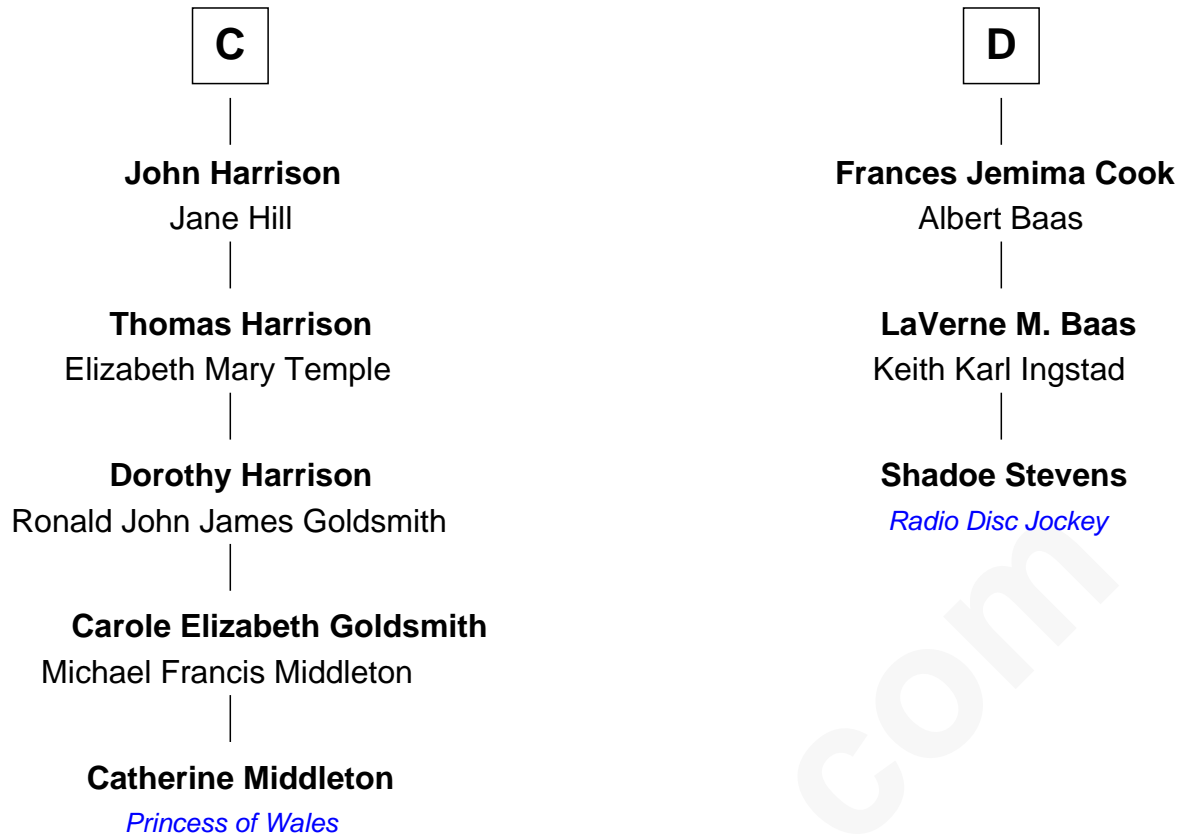 C
John Harrison
Jane Hill
Thomas Harrison
Elizabeth Mary Temple
Dorothy Harrison
Ronald John James Goldsmith
Carole Elizabeth Goldsmith
Michael Francis Middleton
Catherine Middleton
Princess of Wales
D
Frances Jemima Cook
Albert Baas
LaVerne M. Baas
Keith Karl Ingstad
Shadoe Stevens
Radio Disc Jockey
com